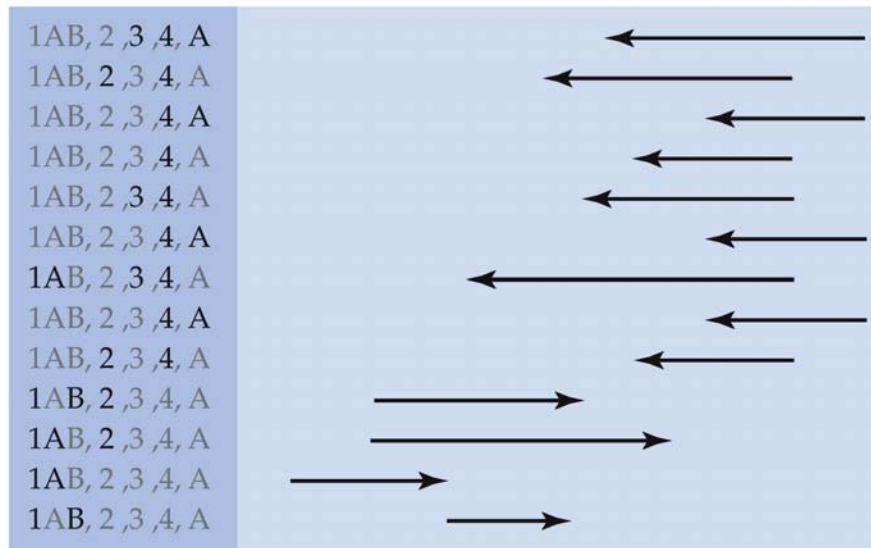 1AB, 2 ,3 ,4, A
1AB, 2 ,3 ,4, A
1AB, 2 ,3 ,4, A
1AB, 2 ,3 ,4, A
1AB, 2 ,3 ,4, A
1AB, 2 ,3 ,4, A
1AB, 2 ,3 ,4, A
1AB, 2 ,3 ,4, A
1AB, 2 ,3 ,4, A
1AB, 2 ,3 ,4, A
1AB, 2 ,3 ,4, A
1AB, 2 ,3 ,4, A
1AB, 2 ,3 ,4, A